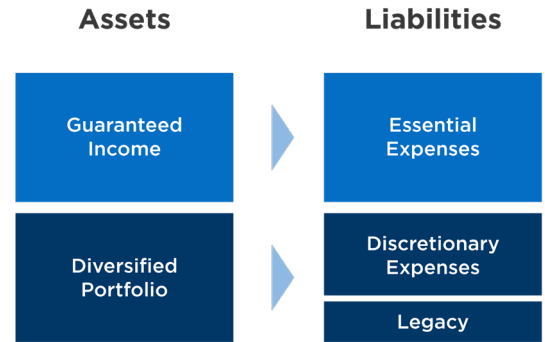 Assets
Liabilities
Guaranteed
Income
Essential
Expenses
Diversified
Portfolio
Discretionary
Expenses
Legacy